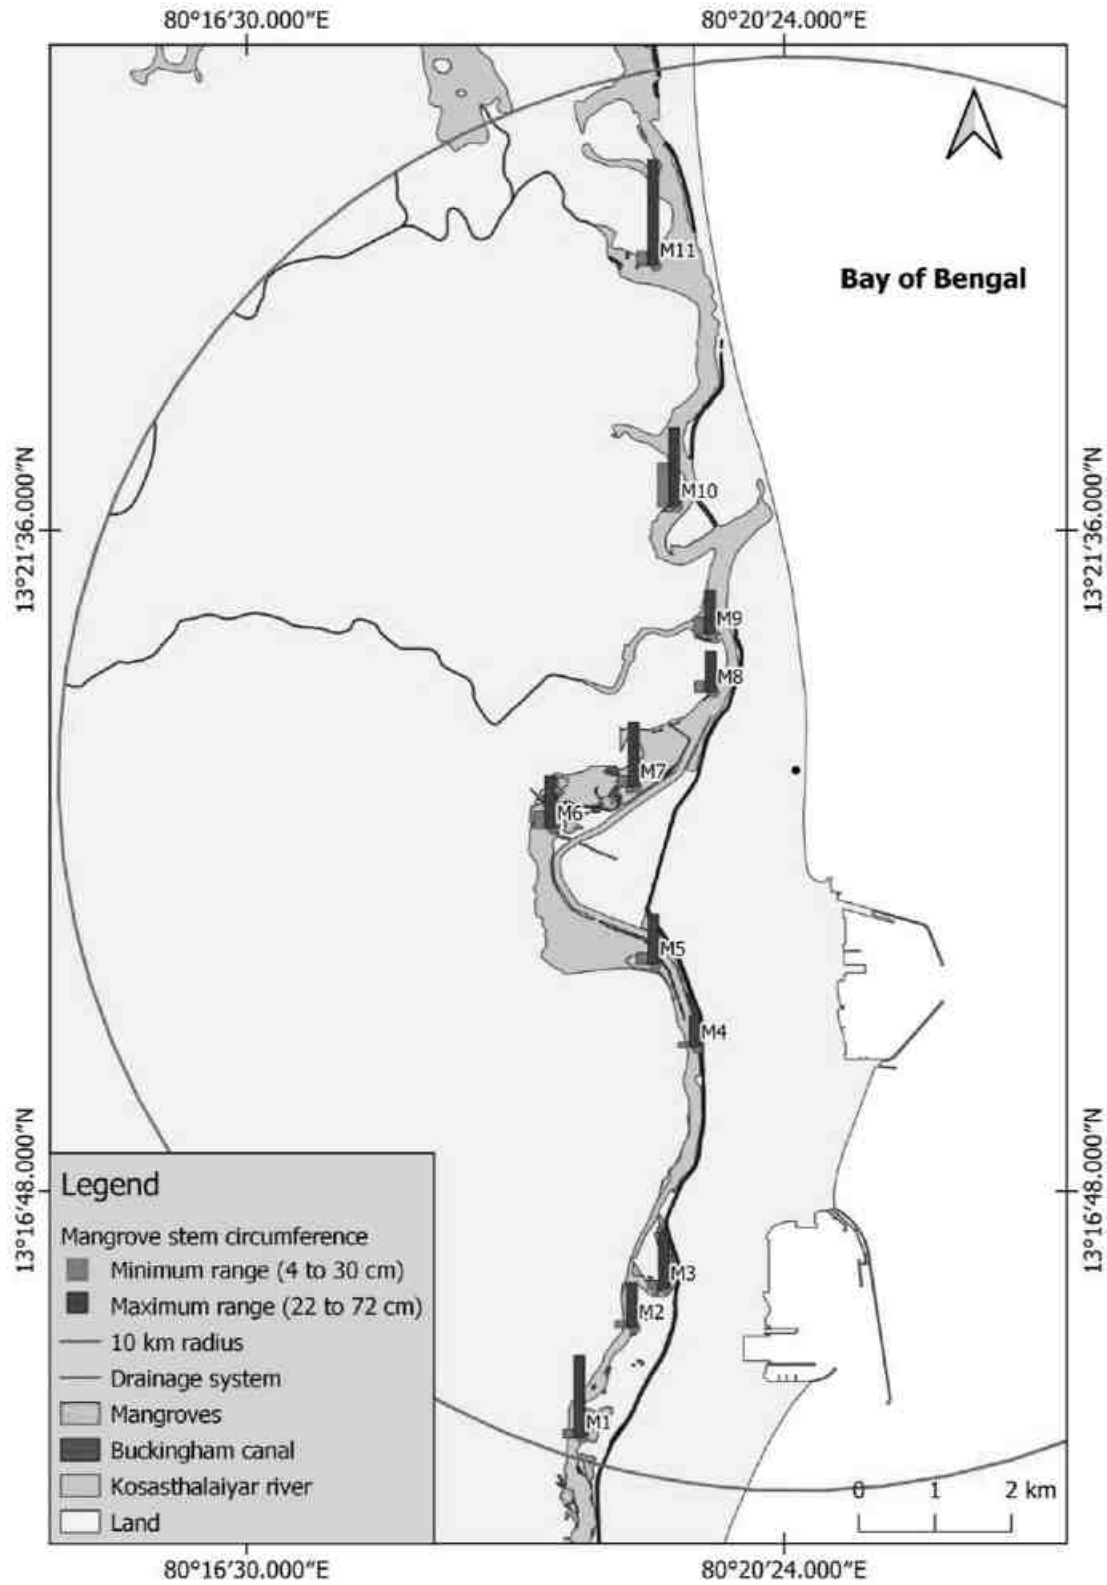 80°16'30.000"E
80°20'24.000"E
M11
Bay of Bengal
M10
13°21'36.000"N
13°21'36.000"N
M9
M8
M7
M6
M5
M4
13°16'48.000"N
13°16'48.000"N
M3
M2
M1
Legend
Mangrove stem circumference
Minimum range (4 to 30 cm)
Maximum range (22 to 72 cm)
10 km radius
Drainage system
Mangroves
Buckingham canal
Kosasthalaiyar river
Land
0 1 2 km
80°16'30.000"E
80°20'24.000"E